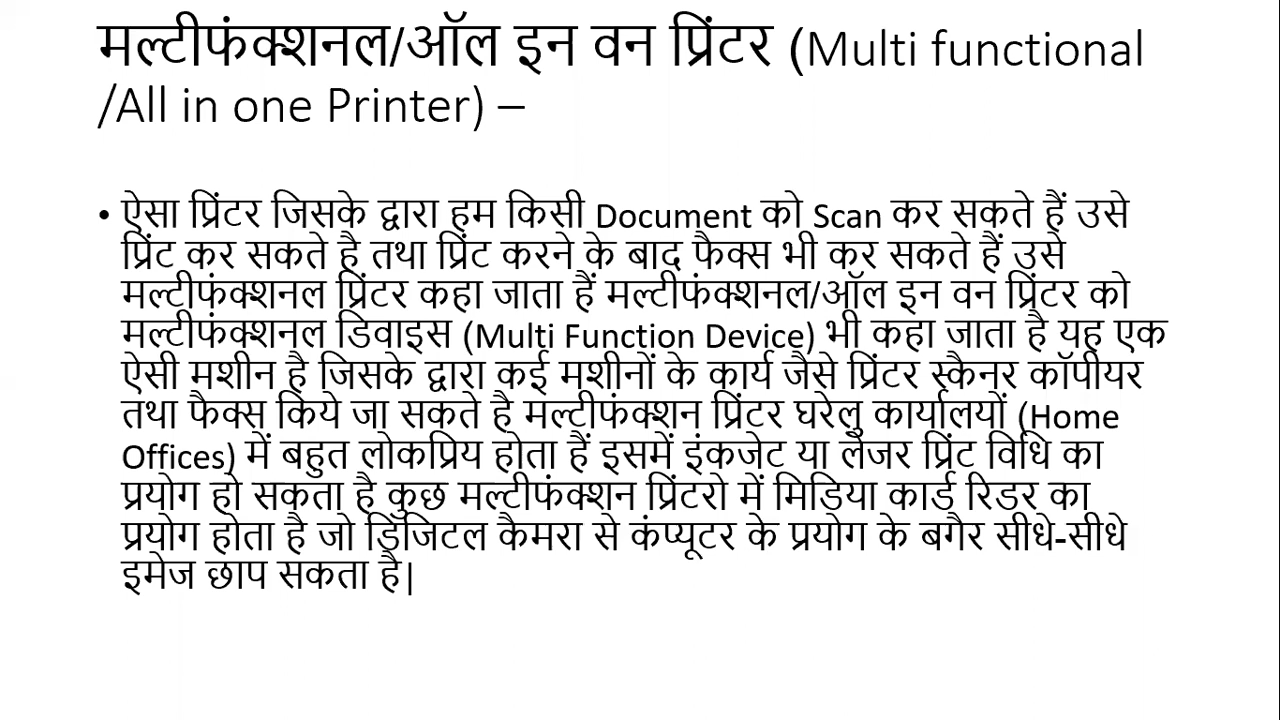 मल्टीफंक्शनल/ऑल इन वन प्रिंटर (Multi functional
/All in one Printer) –
• ऐसा प्रिंटर जिसके द्वारा हम किसी Document को Scan कर सकते हैं उसे
प्रिंट कर सकते है तथा प्रिंट करने के बाद फैक्स भी कर सकते हैं उसे
मल्टीफंक्शनल प्रिंटर कहा जाता हैं मल्टीफंक्शनल/ऑल इन वन प्रिंटर को
मल्टीफंक्शनल डिवाइस (Multi Function Device) भी कहा जाता है यह एक
ऐसी मशीन है जिसके द्वारा कई मशीनों के कार्य जैसे प्रिंटर स्कैनर कॉपीयर
तथा फैक्स किये जा सकते है मल्टीफंक्शन प्रिंटर घरेलु कार्यालयों (Home
Offices) में बहुत लोकप्रिय होता हैं इसमें इंकजेट या लेजर प्रिंट विधि का
प्रयोग हो सकता है कुछ मल्टीफंक्शन प्रिंटरो में मिडिया कार्ड रिडर का
प्रयोग होता है जो डिजिटल कैमरा से कंप्यूटर के प्रयोग के बगैर सीधे-सीधे
इमेज छाप सकता है|